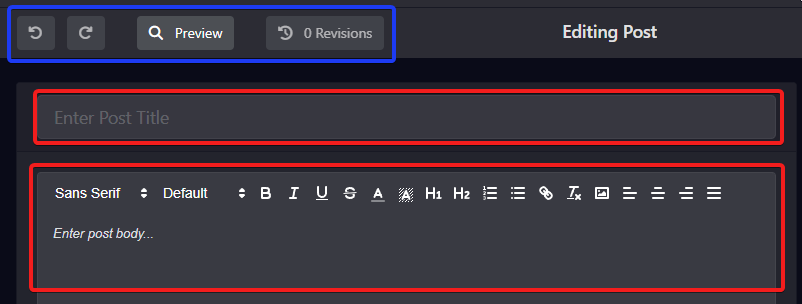 Preview
0 Revisions
Editing Post
Enter Post Title
Sans Serif Default B I U S A A H1 H2
Enter post body...